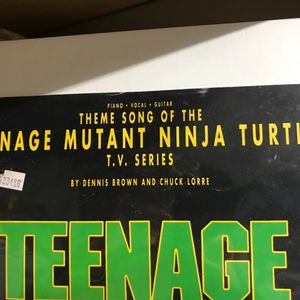 PIANO • VOCAL • GUITAR
THEME SONG OF THE
NAGE MUTANT NINJA TURTL
T.V. SERIES
BY DENNIS BROWN AND CHUCK LORRE
TEENAGE